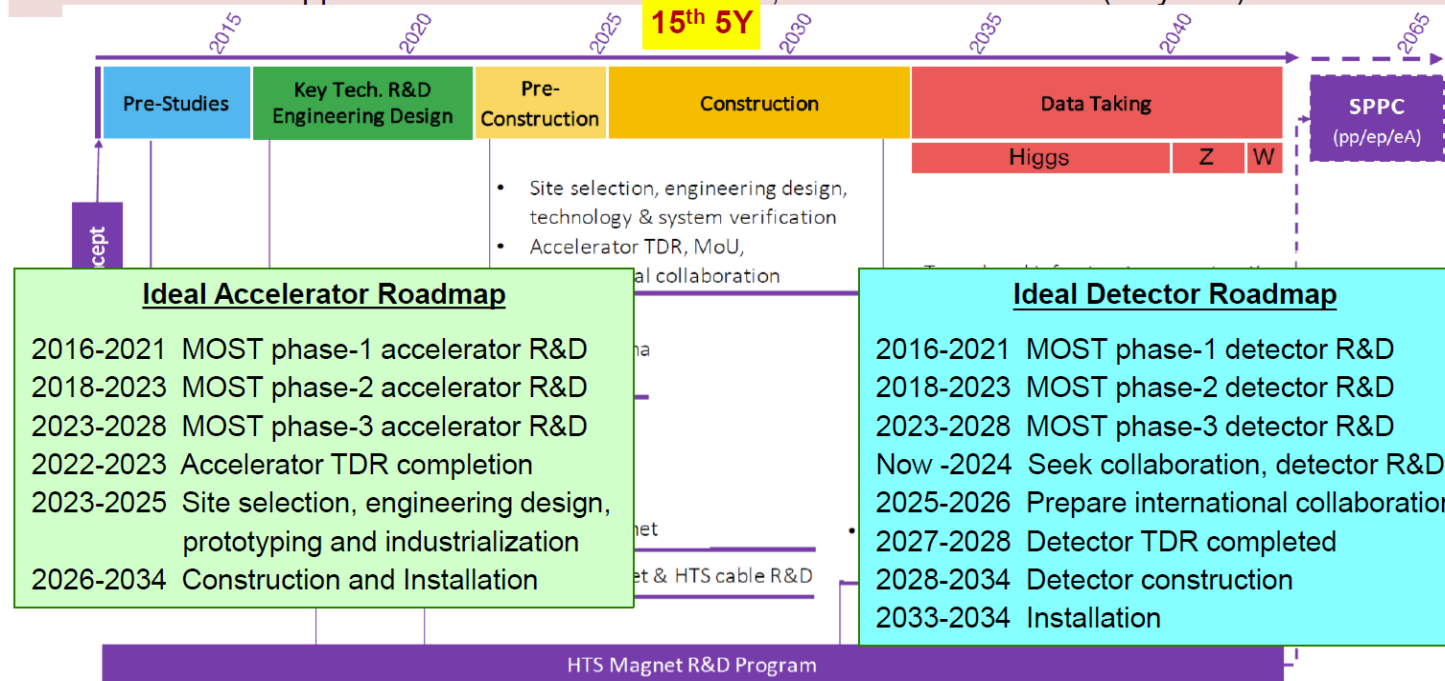 15th 5Y
2015
2020
2025
2030
2035
2040
2065
Pre-Studies
Key Tech. R&D
Engineering Design
Pre-
Construction
Construction
Data Taking
SPPC
(pp/ep/eA)
Higgs
Z
W
• Site selection, engineering design,
technology & system verification
• Accelerator TDR, MoU,
al collaboration
cept
Ideal Accelerator Roadmap
2016-2021 MOST phase-1 accelerator R&D
2018-2023 MOST phase-2 accelerator R&D
2023-2028 MOST phase-3 accelerator R&D
2022-2023 Accelerator TDR completion
2023-2025 Site selection, engineering design,
prototyping and industrialization
2026-2034 Construction and Installation
na
net
et & HTS cable R&D
Ideal Detector Roadmap
2016-2021 MOST phase-1 detector R&D
2018-2023 MOST phase-2 detector R&D
2023-2028 MOST phase-3 detector R&D
Now -2024 Seek collaboration, detector R&D
2025-2026 Prepare international collaboration
2027-2028 Detector TDR completed
2028-2034 Detector construction
2033-2034 Installation
HTS Magnet R&D Program